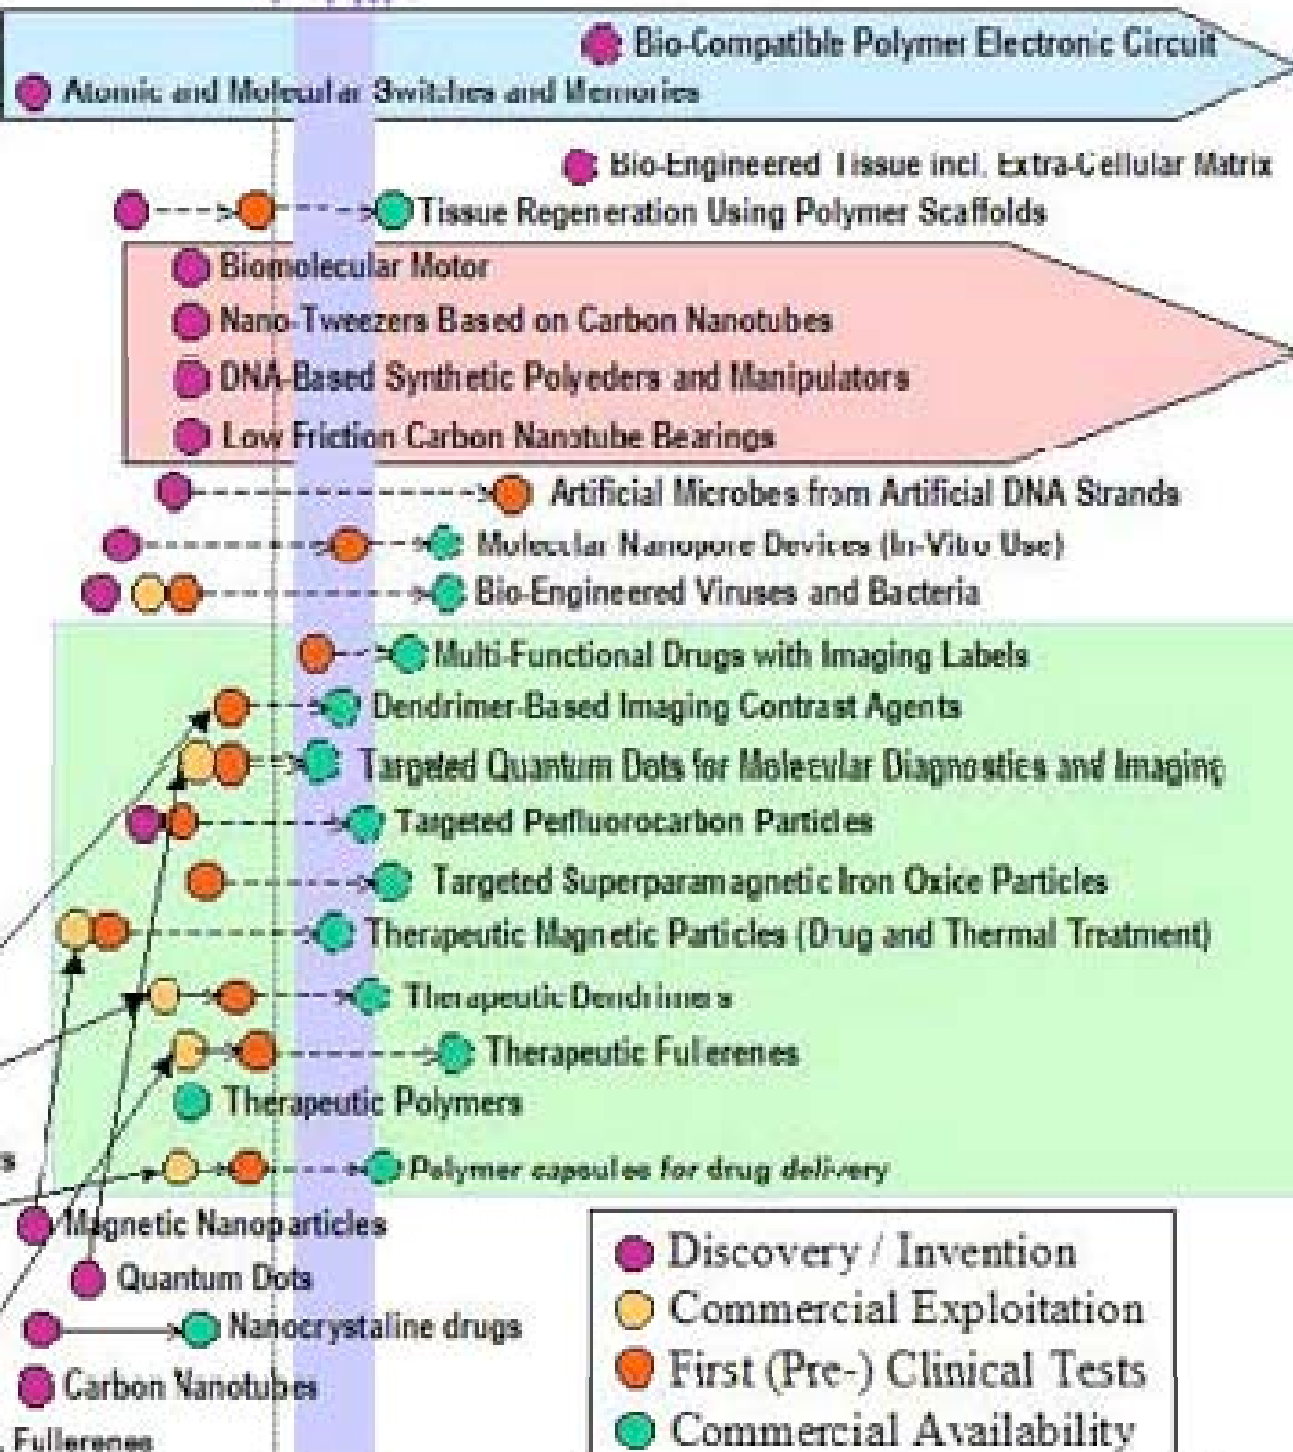 Bio-Compatible Polymer Electronic Circuit
Atomic and Molecular Switches and Memories
Bio-Engineered Tissue incl. Extra-Cellular Matrix
Tissue Regeneration Using Polymer Scaffolds
Biomolecular Motor
Nano-Tweezers Based on Carbon Nanotubes
DNA-Based Synthetic Polyeders and Manipulators
Low Friction Carbon Nanotube Bearings
Artificial Microbes from Artificial DNA Strands
Molecular Nanopore Devices (In-Vitro Use)
Bio-Engineered Viruses and Bacteria
Multi-Functional Drugs with Imaging Labels
Dendrimer-Based Imaging Contrast Agents
Targeted Quantum Dots for Molecular Diagnostics and Imaging
Targeted Perfluorocarbon Particles
Targeted Superparamagnetic Iron Oxice Particles
Therapeutic Magnetic Particles (Drug and Thermal Treatment)
Therapeutic Dendrimers
Therapeutic Fullerenes
Therapeutic Polymers
s
Polymer capsules for drug delivery
Magnetic Nanoparticles
Quantum Dots
Nanocrystaline drugs
Carbon Nanotubes
Fullerenes
Discovery / Invention
Commercial Exploitation
First (Pre-) Clinical Tests
Commercial Availability